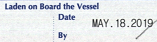 Laden on Board the Vessel
Date MAY.18.2019
By